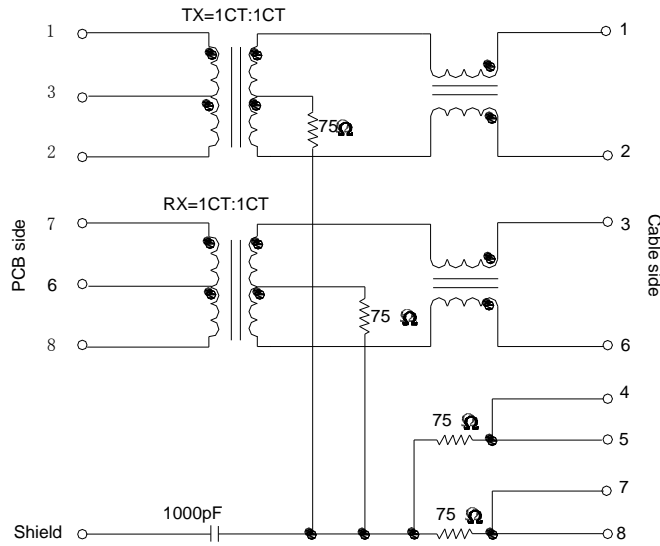 TX=1CT:1CT
1
1
3
75Ω
2
2
RX=1CT:1CT
7
3
PCB side
Cable side
6
75 Ω
8
6
4
75 Ω
5
7
1000pF
75 Ω
Shield
8